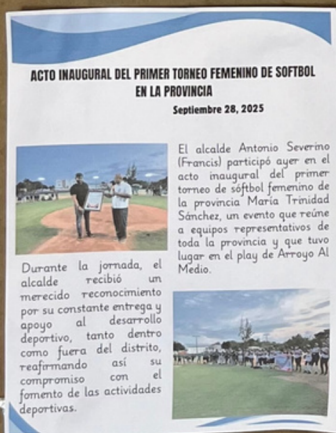 ACTO INAUGURAL DEL PRIMER TORNEO FEMENINO DE SOFTBOL
EN LA PROVINCIA
Septiembre 28, 2025
El alcalde Antonio Severino
(Francis) participó ayer en el
acto inaugural del primer
torneo de sóftbol femenino de
la provincia María Trinidad
Sánchez, un evento que reúne
a equipos representativos de
toda la provincia y que tuvo
lugar en el play de Arroyo Al
Medio.
Durante la jornada, el
alcalde recibió un
merecido reconocimiento
por su constante entrega y
apoyo al desarrollo
deportivo, tanto dentro
como fuera del distrito,
reafirmando así su
compromiso con el
fomento de las actividades
deportivas.